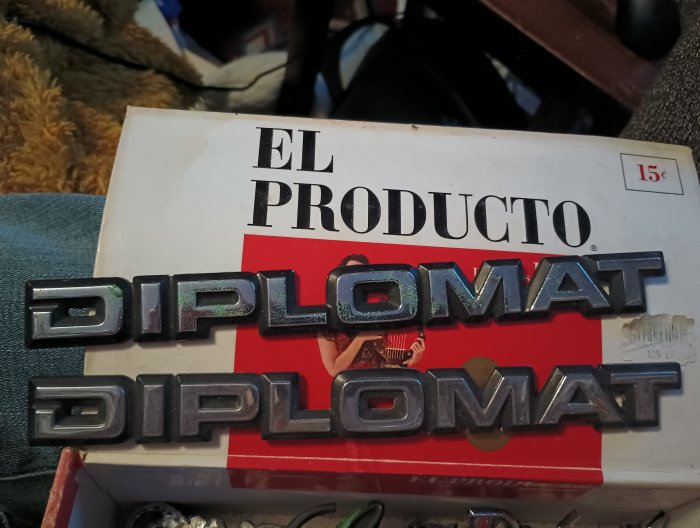 EL
PRODUCTO®
15¢
DIPLOMAT
DIPLOMAT